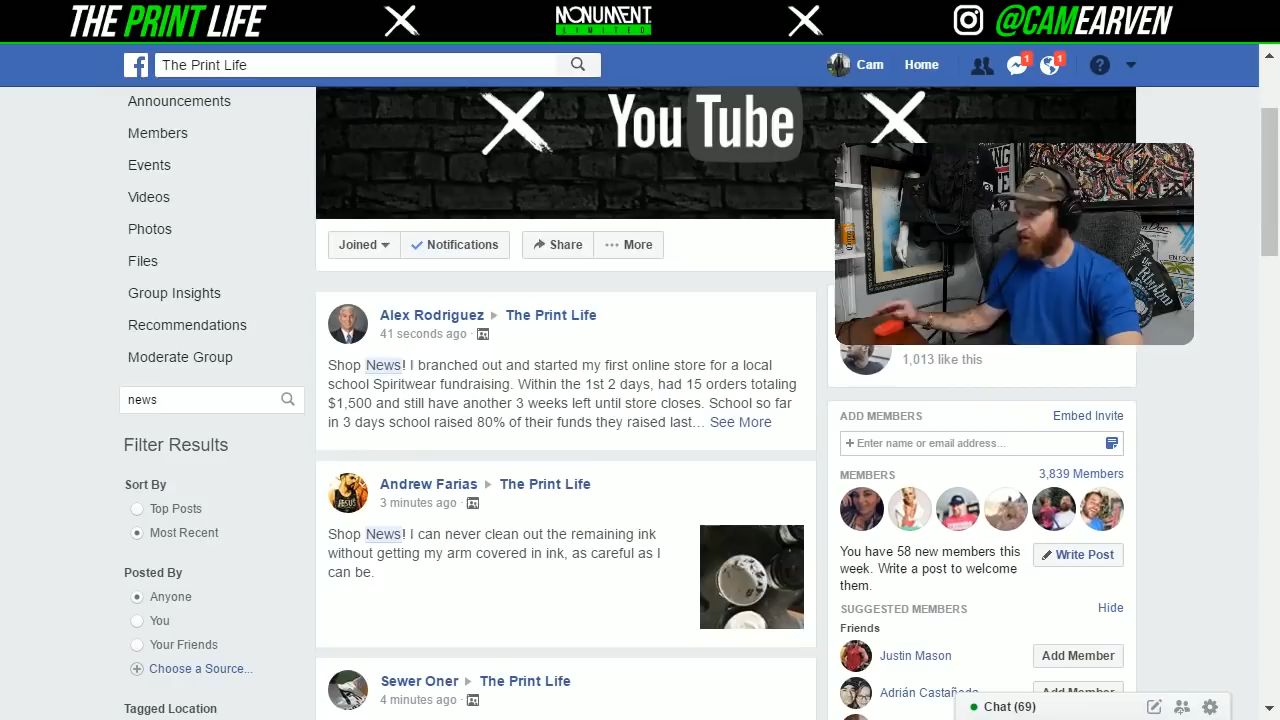 THE PRINT LIFE
MONUMENT
LIMITED
@CAMEARVEN
The Print Life
Cam
Home
1
1
Announcements
Members
Events
Videos
Photos
Files
Group Insights
Recommendations
Moderate Group
news
Filter Results
Sort By
Top Posts
Most Recent
Posted By
Anyone
You
Your Friends
Choose a Source...
Tagged Location
You Tube
Joined
Notifications
Share
More
Alex Rodriguez
The Print Life
41 seconds ago
Shop News! I branched out and started my first online store for a local
school Spiritwear fundraising. Within the 1st 2 days, had 15 orders totaling
$1,500 and still have another 3 weeks left until store closes. School so far
in 3 days school raised 80% of their funds they raised last... See More
Andrew Farias
The Print Life
3 minutes ago
Shop News! I can never clean out the remaining ink
without getting my arm covered in ink, as careful as I
can be.
Sewer Oner
The Print Life
4 minutes ago
1,013 like this
ADD MEMBERS
Embed Invite
Enter name or email address...
MEMBERS
3,839 Members
You have 58 new members this
week. Write a post to welcome
them.
Write Post
SUGGESTED MEMBERS
Hide
Friends
Justin Mason
Add Member
Chat (69)